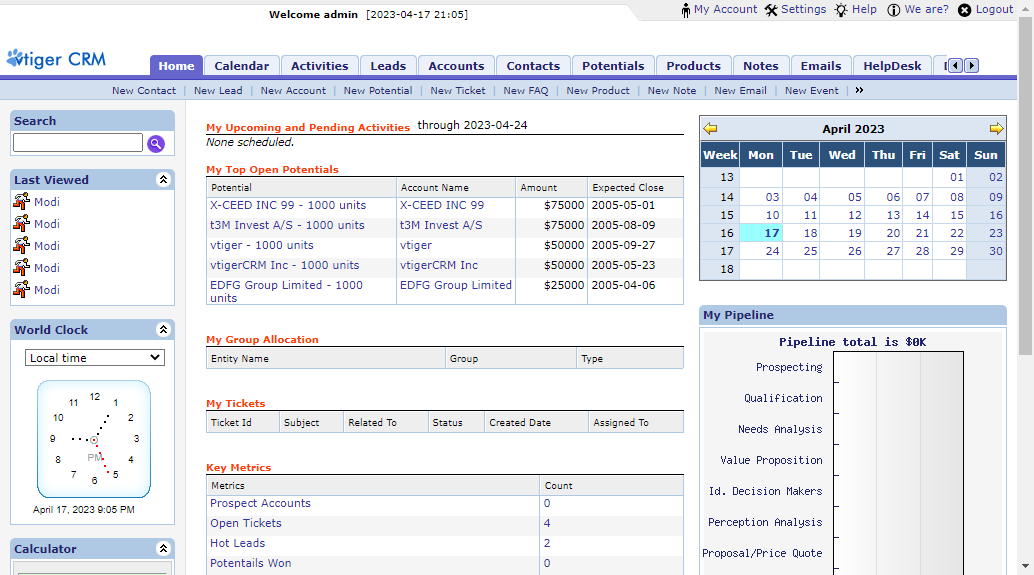 Welcome admin [2023-04-17 21:05]
My Account Settings Help We are? Logout
vtiger CRM
Home Calendar Activities Leads Accounts Contacts Potentials Products Notes Emails HelpDesk
New Contact | New Lead | New Account | New Potential | New Ticket | New FAQ | New Product | New Note | New Email | New Event | »
Search
Last Viewed
Modi
Modi
Modi
Modi
Modi
World Clock
Local time
12
11 1
10 2
9 3
8 PM 4
7 5
6
April 17, 2023 9:05 PM
Calculator
My Upcoming and Pending Activities through 2023-04-24
None scheduled.
My Top Open Potentials
Potential Account Name Amount Expected Close
X-CEED INC 99 - 1000 units X-CEED INC 99 $75000 2005-05-01
t3M Invest A/S - 1000 units t3M Invest A/S $75000 2005-08-09
vtiger - 1000 units vtiger $50000 2005-09-27
vtigerCRM Inc - 1000 units vtigerCRM Inc $50000 2005-05-23
EDFG Group Limited - 1000 EDFG Group Limited $25000 2005-04-06
units
My Group Allocation
Entity Name Group Type
My Tickets
Ticket Id Subject Related To Status Created Date Assigned To
Key Metrics
Metrics Count
Prospect Accounts 0
Open Tickets 4
Hot Leads 2
Potentails Won 0
April 2023
Week Mon Tue Wed Thu Fri Sat Sun
13 01 02
14 03 04 05 06 07 08 09
15 10 11 12 13 14 15 16
16 17 18 19 20 21 22 23
17 24 25 26 27 28 29 30
18
My Pipeline
Pipeline total is $0K
Prospecting
Qualification
Needs Analysis
Value Proposition
Id. Decision Makers
Perception Analysis
Proposal/Price Quote